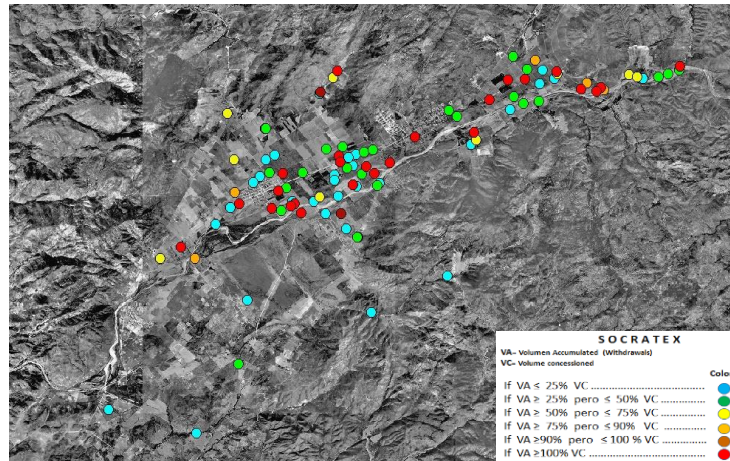 S O C R A T E X
VA= Volumen Accumulated (Withdrawals)
VC= Volume concessioned
Colo
If VA ≤ 25% VC ................................
If VA ≥ 25% pero ≤ 50% VC ..................
If VA ≥ 50% pero ≤ 75% VC ..................
If VA ≥ 75% pero ≤90% VC ..................
If VA ≥90% pero ≤ 100 % VC ..................
If VA ≥100% VC ..................